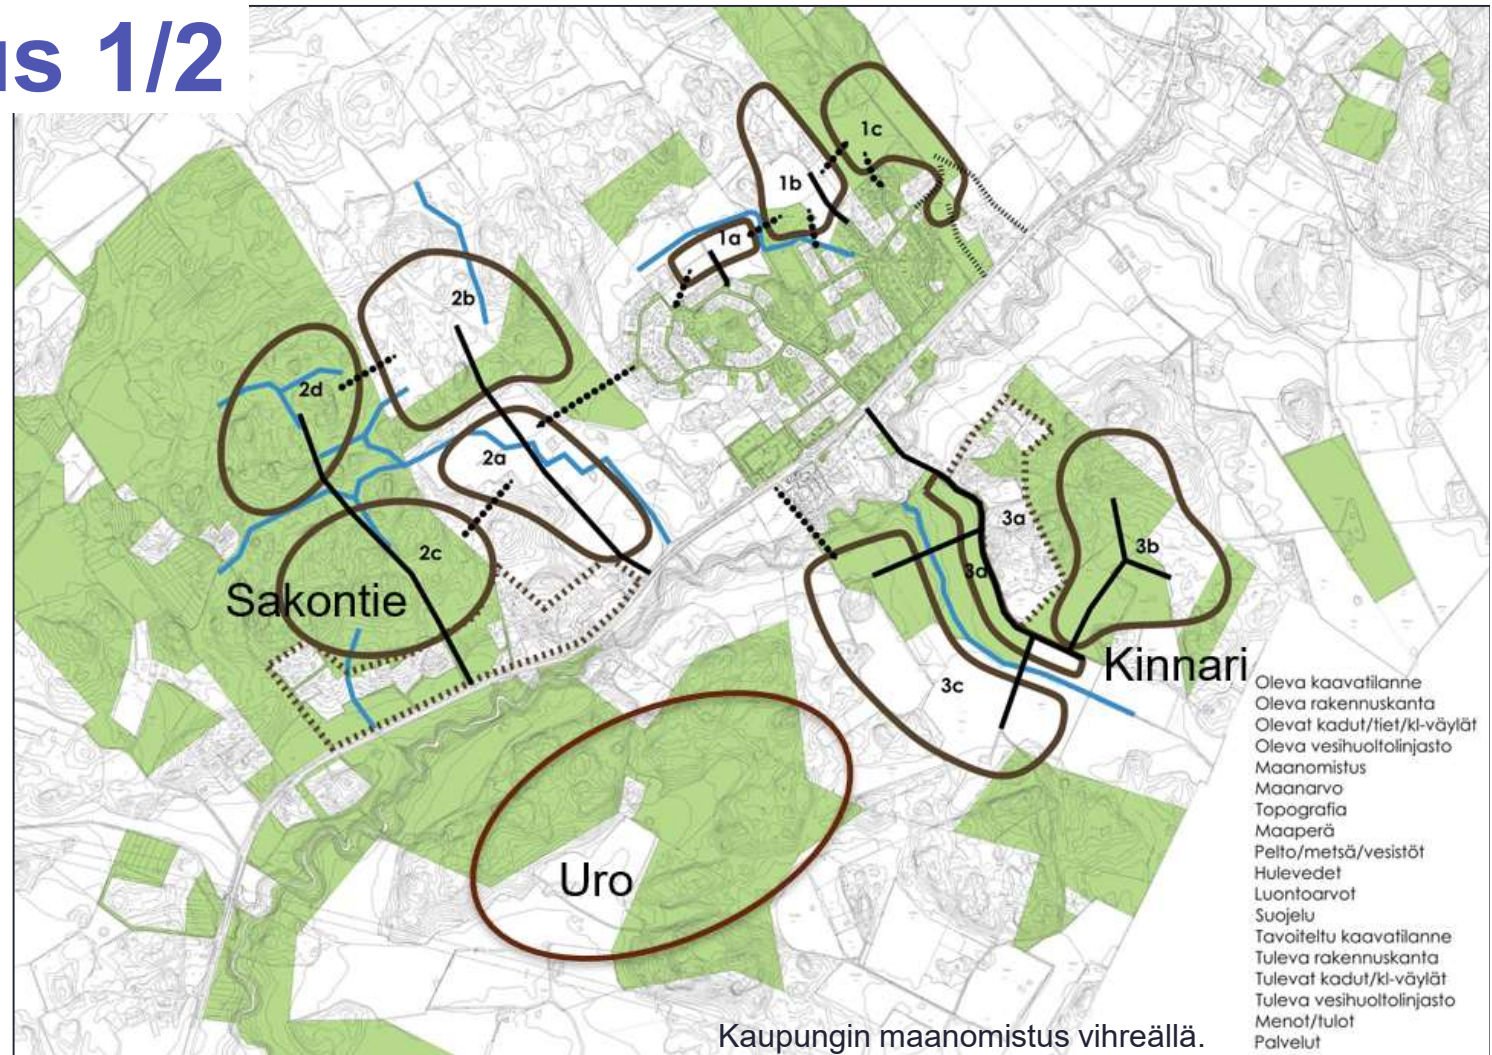 us 1/2
1c
1b
1a
2b
2d
2a
2c
Sakontie
3a
3b
3d
Kinnari
3c
Uro
Oleva kaavatilanne
Oleva rakennuskanta
Olevat kadut/tiet/kl-väylät
Oleva vesihuoltolinjasto
Maanomistus
Maanarvo
Topografia
Maaperä
Pelto/metsä/vesistöt
Hulevedet
Luontoarvot
Suojelu
Tavoiteltu kaavatilanne
Tuleva rakennuskanta
Tulevat kadut/kl-väylät
Tuleva vesihuoltolinjasto
Menot/tulot
Palvelut
Kaupungin maanomistus vihreällä.